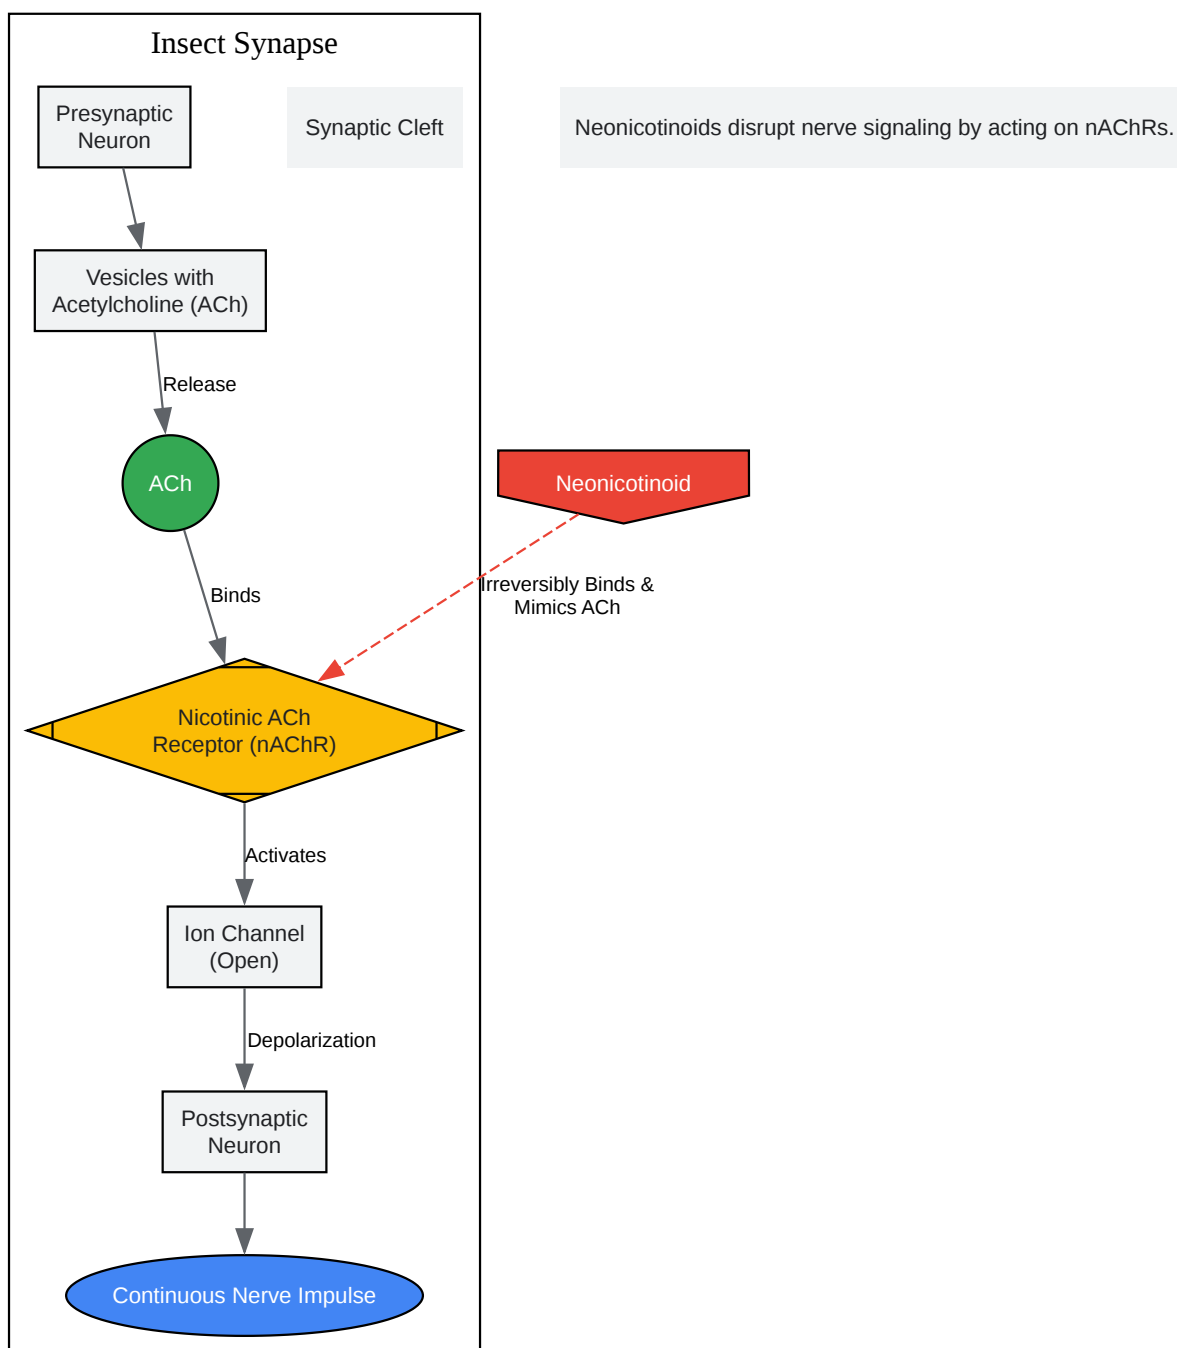 Insect Synapse
Presynaptic
Neuron
Synaptic Cleft
Neonicotinoids disrupt nerve signaling by acting on nAChRs.
Vesicles with
Acetylcholine (ACh)
Release
ACh
Neonicotinoid
Binds
Irreversibly Binds &
Mimics ACh
Nicotinic ACh
Receptor (nAChR)
Activates
Ion Channel
(Open)
Depolarization
Postsynaptic
Neuron
Continuous Nerve Impulse